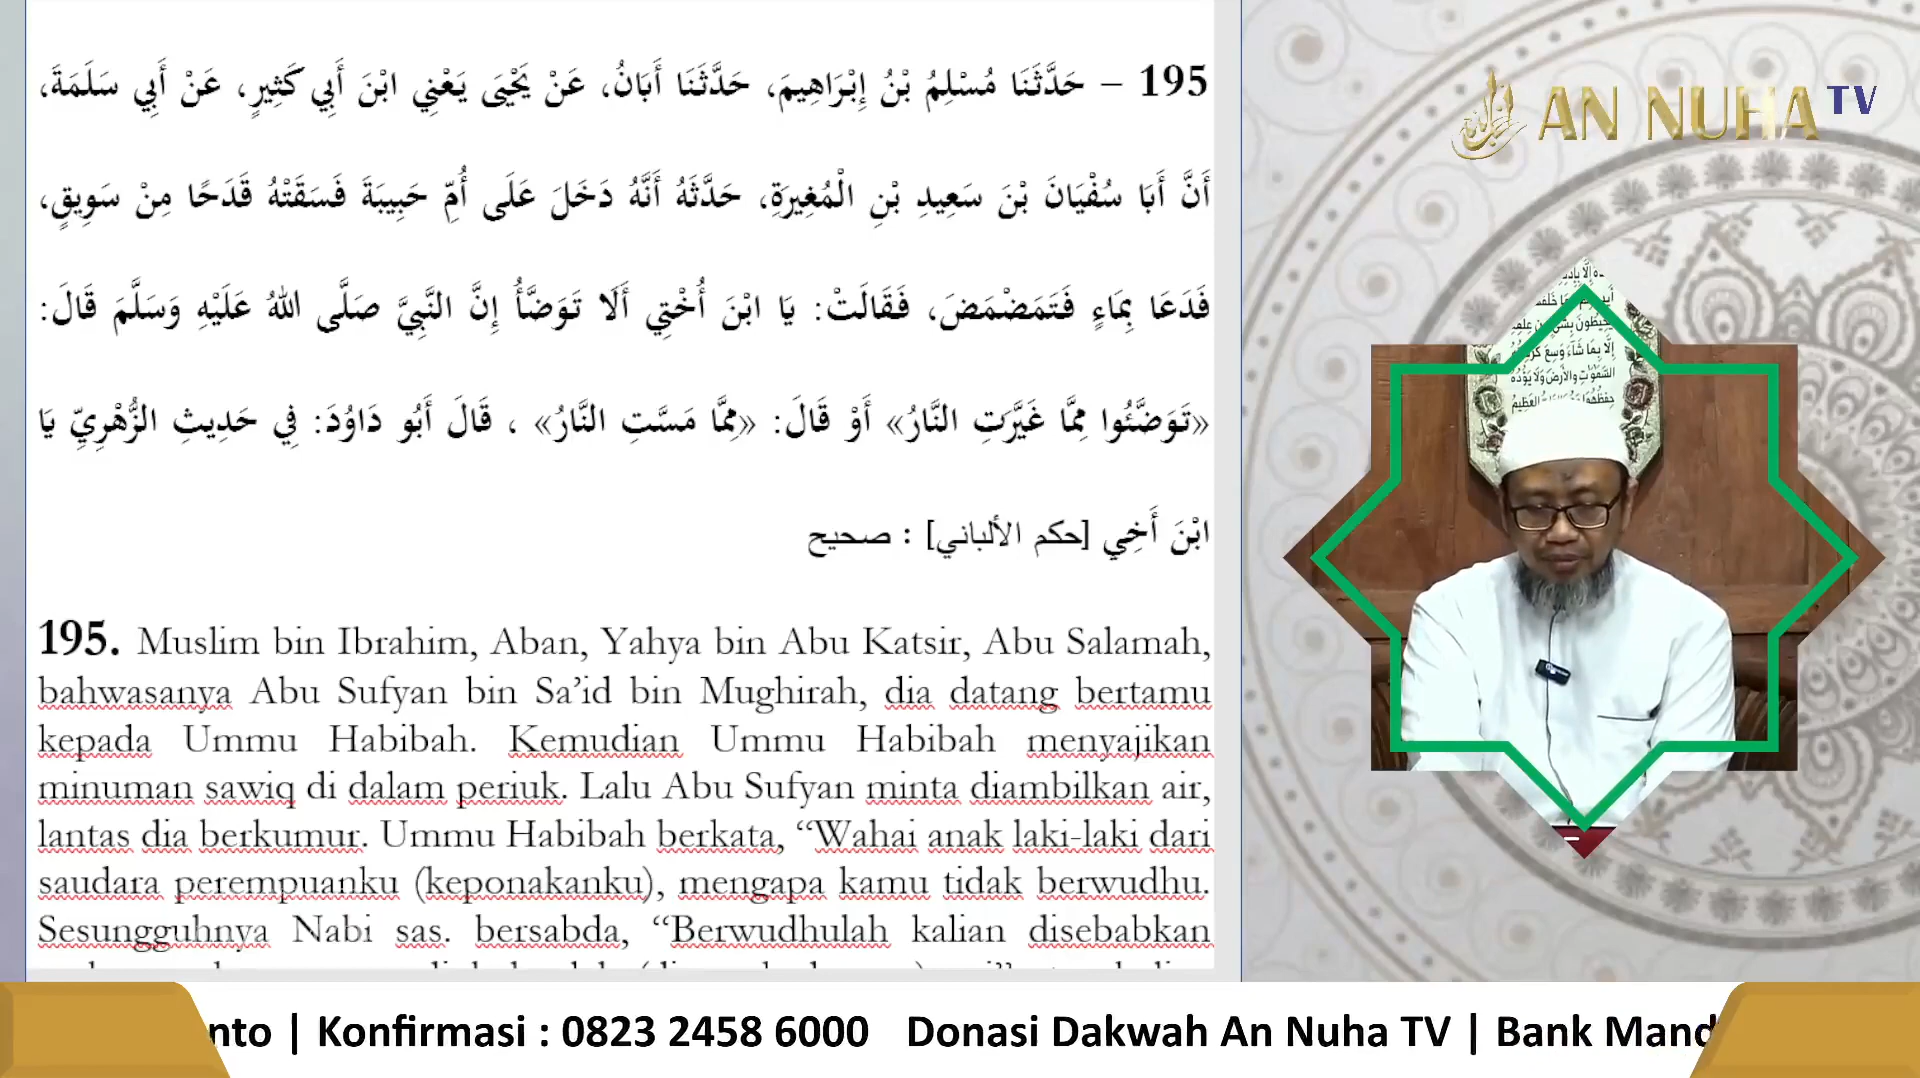 195 – حَدَّثَنَا مُسْلِمُ بْنُ إِبْرَاهِيمَ، حَدَّثَنَا أَبَانُ، عَنْ يَحْيَى يَعْنِي ابْنَ أَبِي كَثِيرٍ، عَنْ أَبِي سَلَمَةَ،
أَنَّ أَبَا سُفْيَانَ بْنَ سَعِيدِ بْنِ الْمُغِيرَةِ، حَدَّثَهُ أَنَّهُ دَخَلَ عَلَى أُمِّ حَبِيبَةَ فَسَقَتْهُ قَدَحًا مِنْ سَوِيقٍ،
فَدَعَا بِمَاءٍ فَتَمَضْمَضَ، فَقَالَتْ: يَا ابْنَ أُخْتِي أَلَا تَوَضَّأُ إِنَّ النَّبِيَّ صَلَّى اللهُ عَلَيْهِ وَسَلَّمَ قَالَ:
«تَوَضَّئُوا مِمَّا غَيَّرَتِ النَّارُ» أَوْ قَالَ: «مِمَّا مَسَّتِ النَّارُ» ، قَالَ أَبُو دَاوُدَ: فِي حَدِيثِ الزُّهْرِيِّ يَا
ابْنَ أَخِي [حكم الألباني] : صحيح
195. Muslim bin Ibrahim, Aban, Yahya bin Abu Katsir, Abu Salamah,
bahwasanya Abu Sufyan bin Sa’id bin Mughirah, dia datang bertamu
kepada Ummu Habibah. Kemudian Ummu Habibah menyajikan
minuman sawiq di dalam periuk. Lalu Abu Sufyan minta diambilkan air,
lantas dia berkumur. Ummu Habibah berkata, “Wahai anak laki-laki dari
saudara perempuanku (keponakanku), mengapa kamu tidak berwudhu.
Sesungguhnya Nabi sas. bersabda, “Berwudhulah kalian disebabkan
AN NUHA TV
إِلَّا بِمَا شَاءَ وَسِعَ
السَّمٰوٰتِ وَالْأَرْضَ وَلَا يَؤُدُهُ
nto | Konfirmasi : 0823 2458 6000 Donasi Dakwah An Nuha TV | Bank Mand